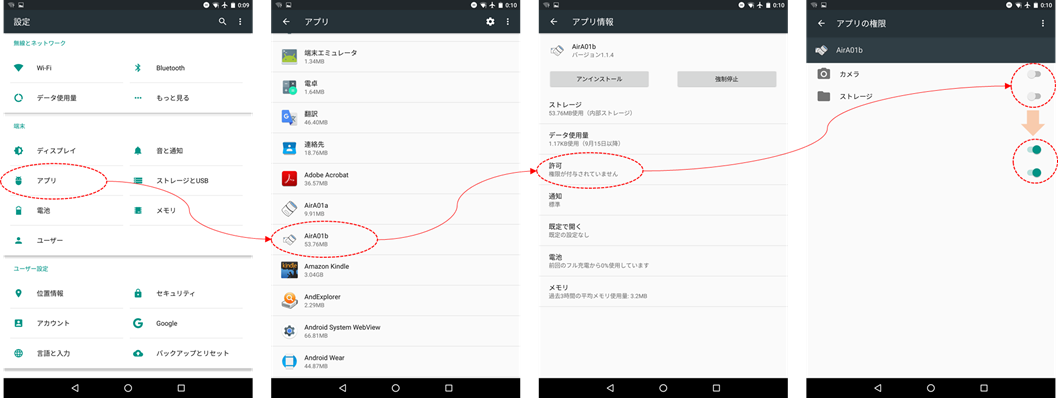 0:09
設定
無線とネットワーク
Wi-Fi
Bluetooth
データ使用量
もっと見る
端末
ディスプレイ
音と通知
アプリ
ストレージとUSB
電池
メモリ
ユーザー
ユーザー設定
位置情報
セキュリティ
アカウント
Google
言語と入力
バックアップとリセット
0:10
アプリ
端末エミュレータ
1.34MB
電卓
1.64MB
翻訳
46.40MB
連絡先
18.76MB
Adobe Acrobat
36.57MB
AirA01a
9.91MB
AirA01b
53.76MB
kindle
Amazon Kindle
3.04GB
AndExplorer
2.29MB
Android System WebView
66.81MB
Android Wear
44.87MB
0:10
アプリ情報
AirA01b
バージョン1.1.4
アンインストール
強制停止
ストレージ
53.76MB使用（内部ストレージ）
データ使用量
1.17KB使用（9月15日以降）
許可
権限が付与されていません
通知
標準
既定で開く
既定の設定なし
電池
前回のフル充電から0%使用しています
メモリ
過去3時間の平均メモリ使用量: 3.2MB
0:10
アプリの権限
AirA01b
カメラ
ストレージ